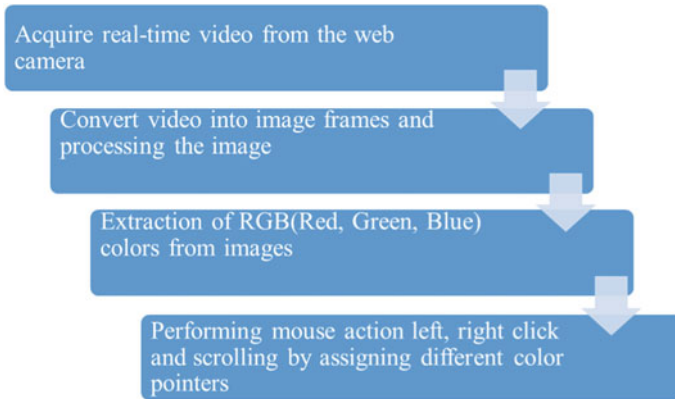 Acquire real-time video from the web
camera
Convert video into image frames and
processing the image
Extraction of RGB(Red, Green, Blue)
colors from images
Performing mouse action left, right click
and scrolling by assigning different color
pointers